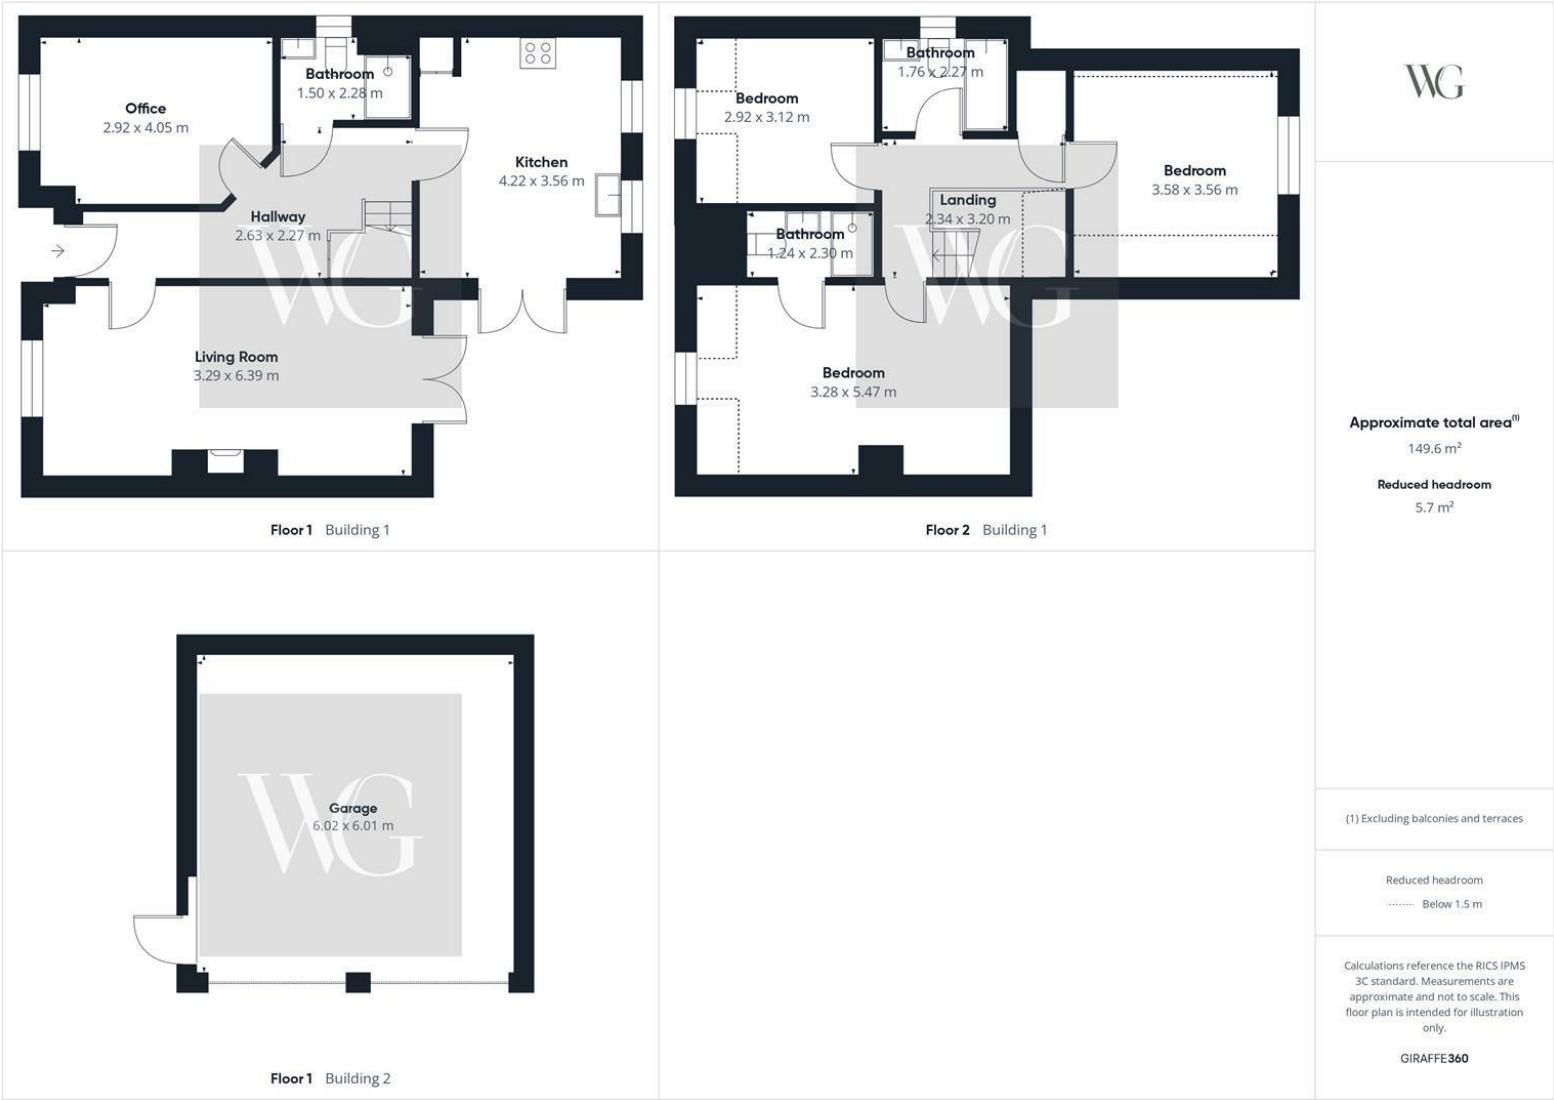 Office
2.92 x 4.05 m
Bathroom
1.50 x 2.28 m
Kitchen
4.22 x 3.56 m
Hallway
2.63 x 2.27 m
Living Room
3.29 x 6.39 m
WG
Floor 1 Building 1
Bedroom
2.92 x 3.12 m
Bathroom
1.76 x 2.27 m
Bedroom
3.58 x 3.56 m
Landing
2.34 x 3.20 m
Bathroom
1.24 x 2.30 m
Bedroom
3.28 x 5.47 m
WG
Floor 2 Building 1
Garage
6.02 x 6.01 m
WG
Floor 1 Building 2
WG
Approximate total area(1)
149.6 m²
Reduced headroom
5.7 m²
(1) Excluding balconies and terraces
Reduced headroom
Below 1.5 m
Calculations reference the RICS IPMS
3C standard. Measurements are
approximate and not to scale. This
floor plan is intended for illustration
only.
GIRAFFE360